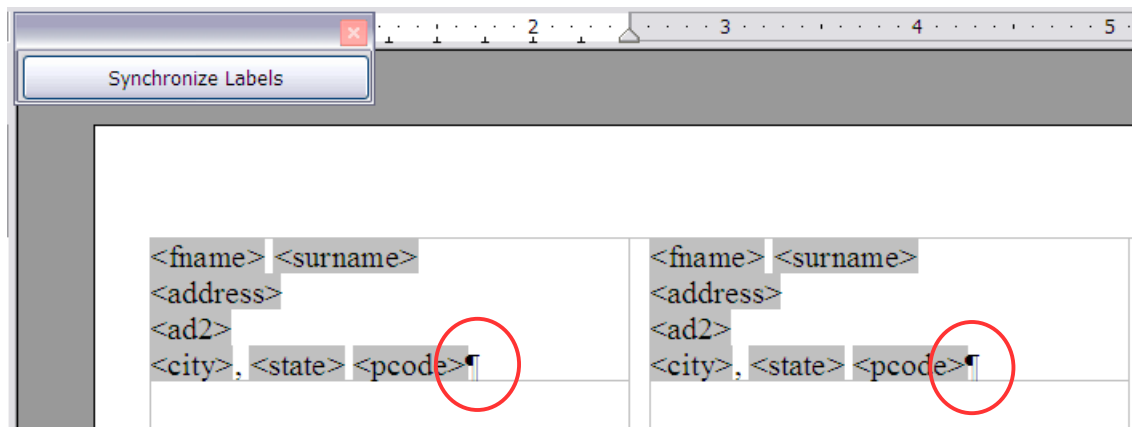 2 3 4 5
Synchronize Labels
<fname> <surname>
<address>
<ad2>
<city>, <state> <pcode>¶
<fname> <surname>
<address>
<ad2>
<city>, <state> <pcode>¶